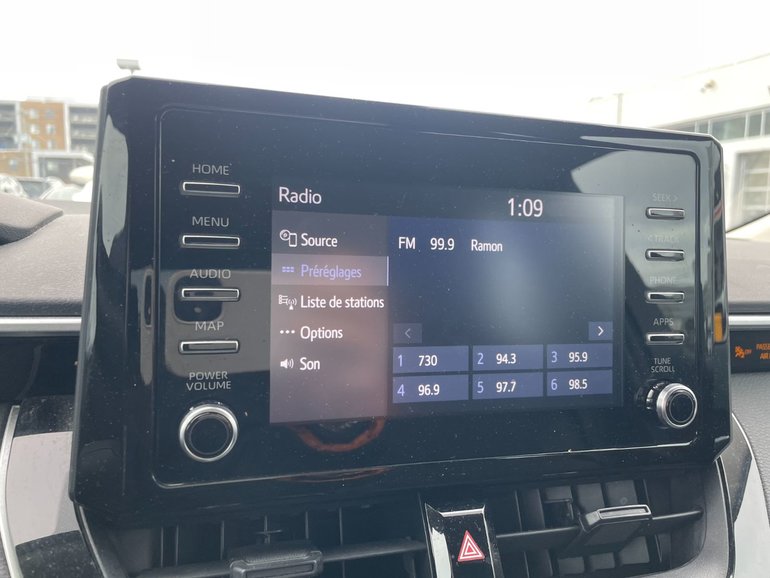 HOME
MENU
AUDIO
MAP
POWER
VOLUME
Radio
1:09
Source
Préréglages
Liste de stations
Options
Son
FM 99.9 Ramon
1 730
2 94.3
3 95.9
4 96.9
5 97.7
6 98.5
SEEK >
< TRACK
PHONE
APPS
TUNE
SCROLL
OFF